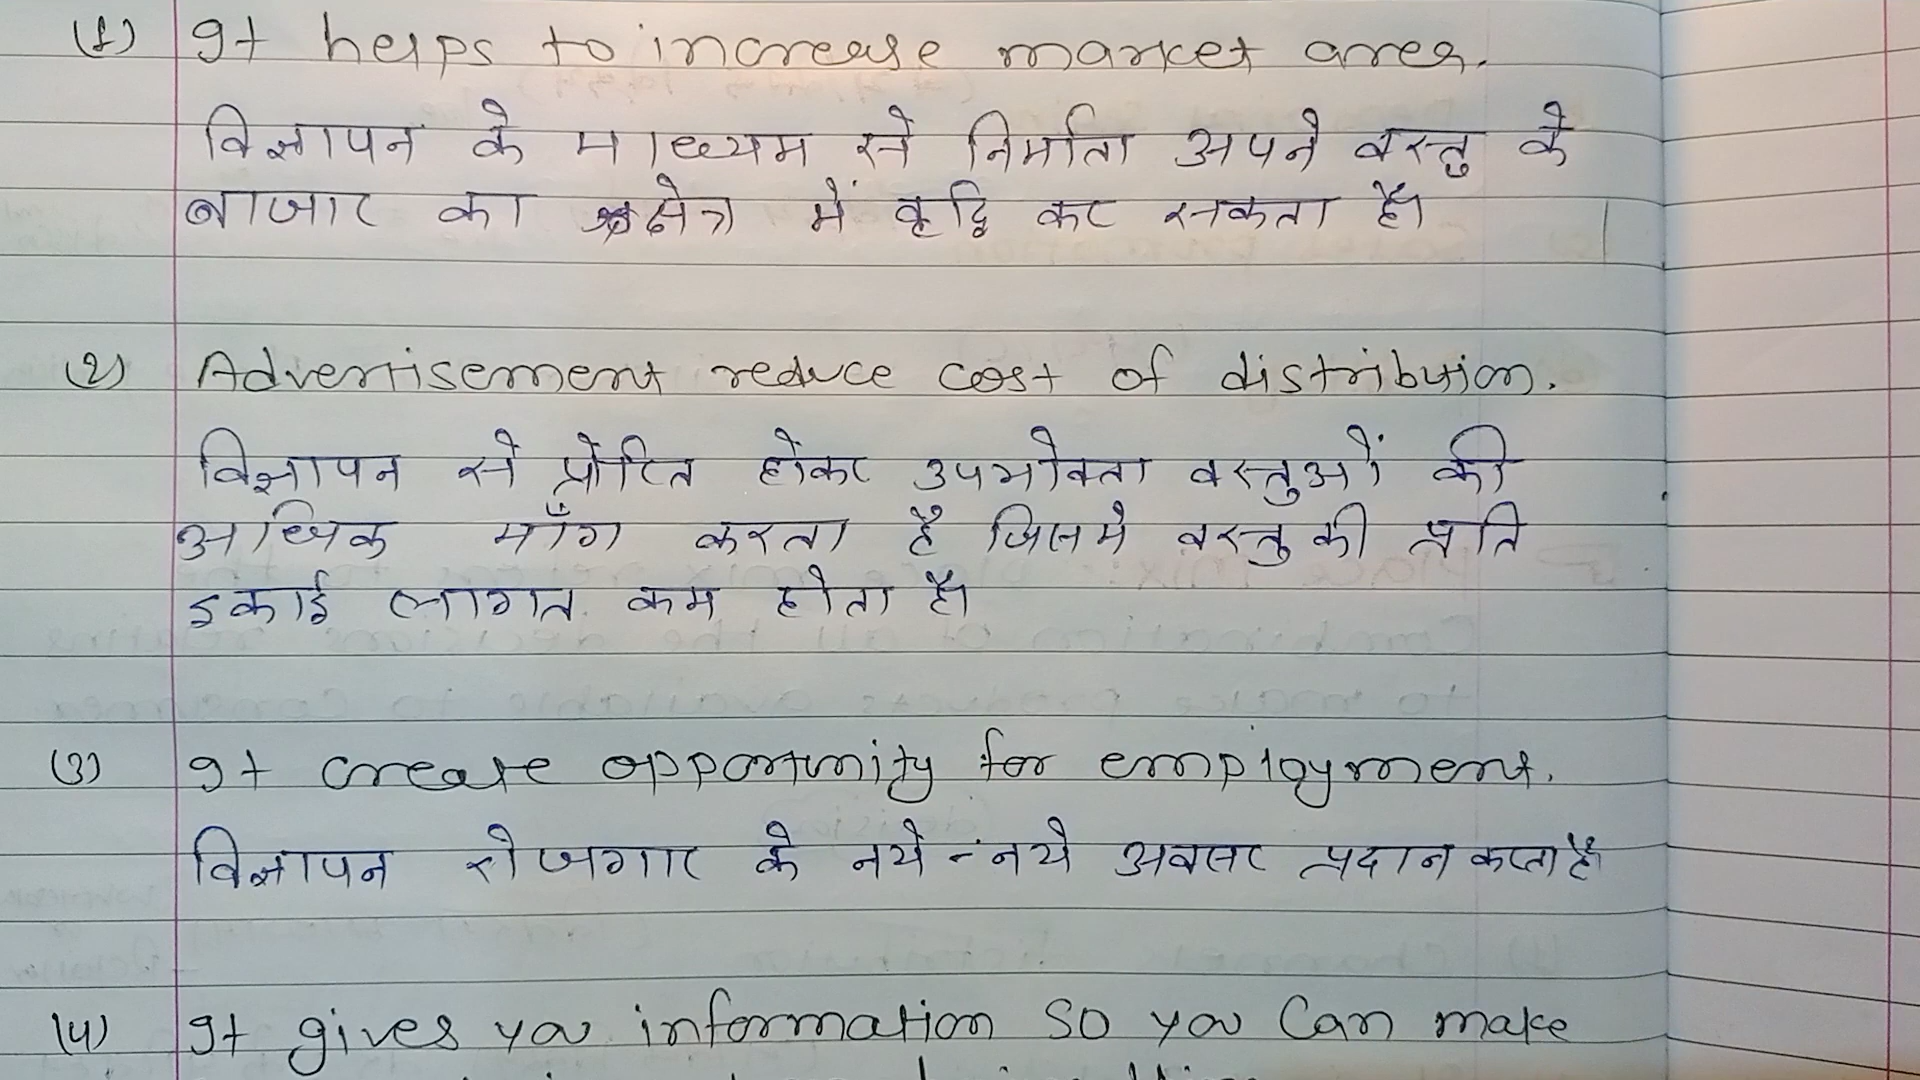 (1) It helps to increase market area.
विज्ञापन के माध्यम से निर्माता अपने वस्तु के
बाजार का क्षेत्र में वृद्धि कर सकता है।
(2) Advertisement reduce cost of distribution.
विज्ञापन से प्रेरित होकर उपभोक्ता वस्तुओं की
अधिक माँग करता है जिसमे वस्तु की प्रति
इकाई लागत कम होता है।
(3) It create opportunity for employment.
विज्ञापन रोजगार के नये-नये अवसर प्रदान करता है
(4) It gives you information so you can make